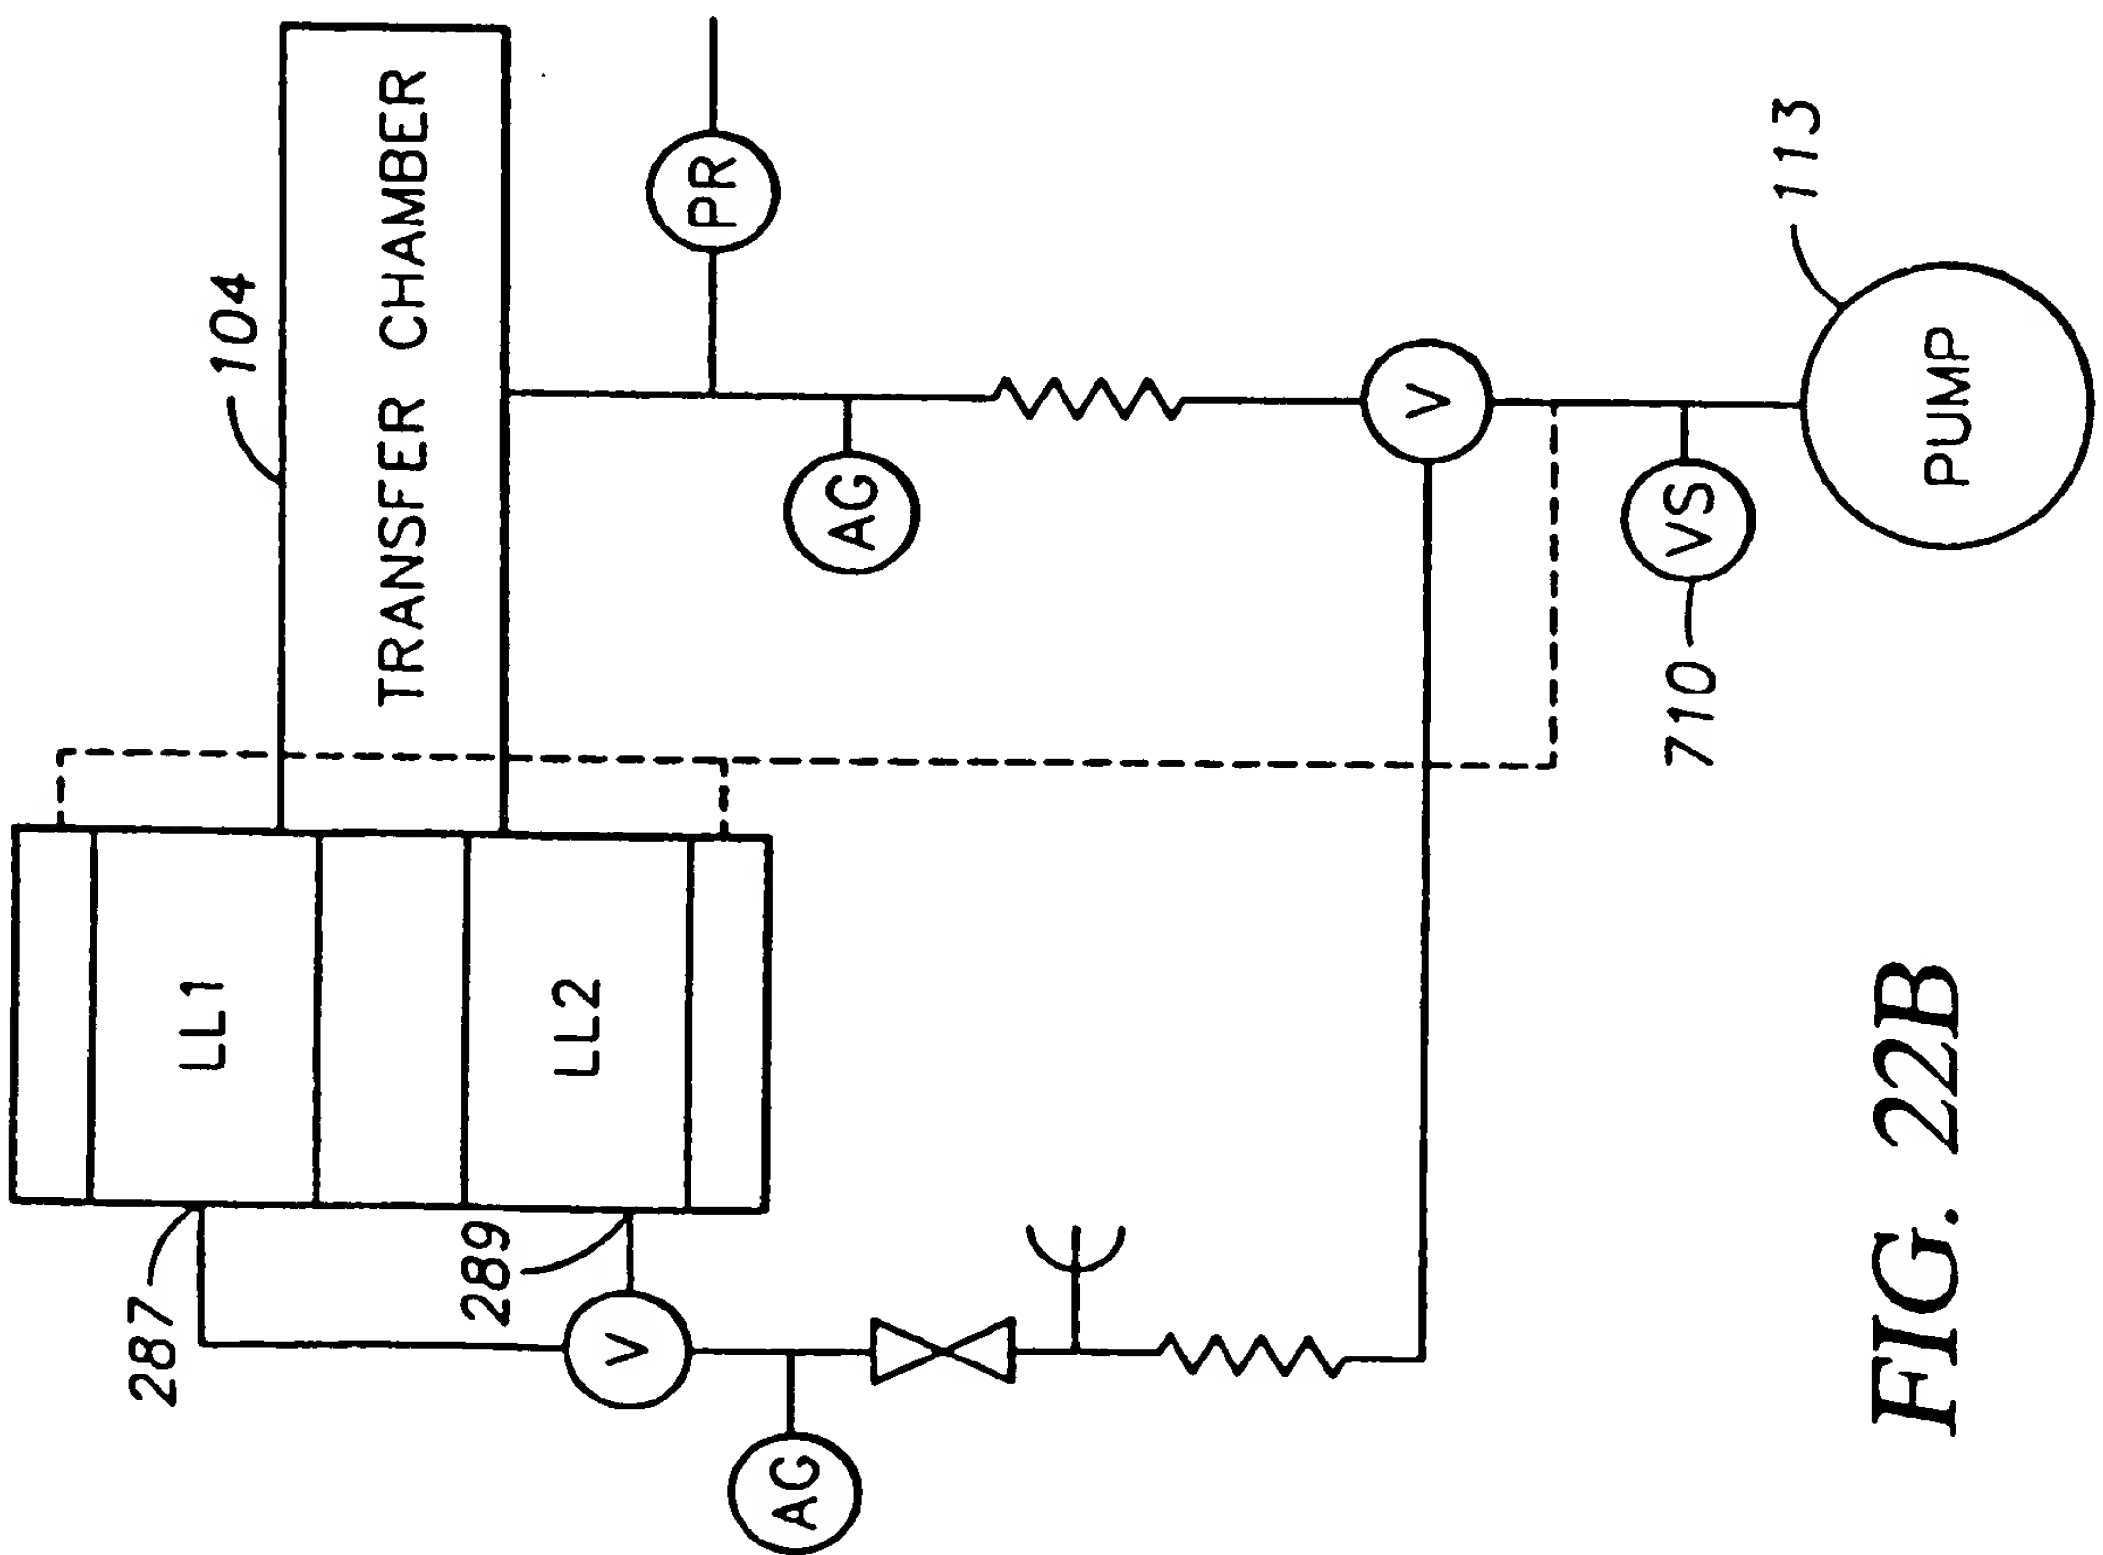 104
TRANSFER CHAMBER
PR
113
AG
V
VS
PUMP
710
LL1
LL2
287
289
V
AG
FIG. 22B